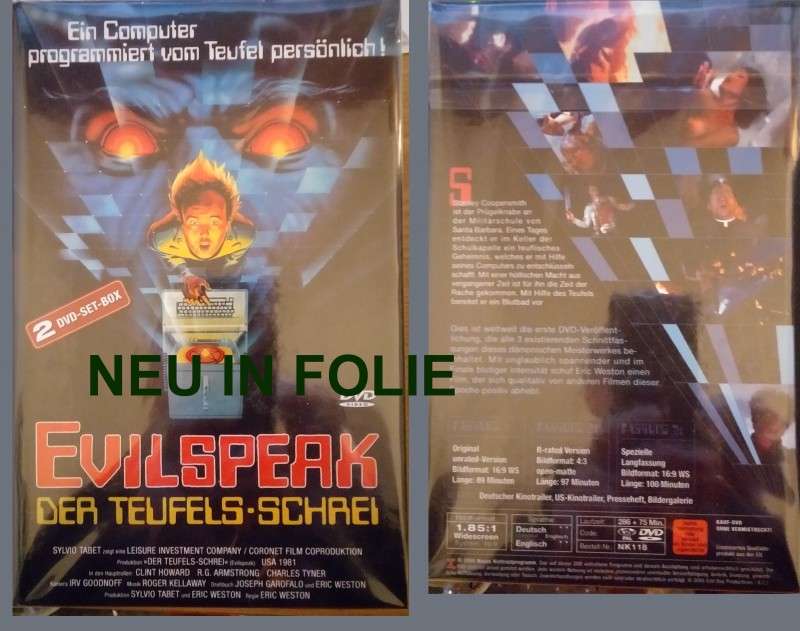 Ein Computer
programmiert vom Teufel persönlich!
2 DVD-SET-BOX
NEU IN FOLIE
DVD
VIDEO
EVILSPEAK
DER TEUFELS-SCHREI
SYLVIO TABET zeigt eine LEISURE INVESTMENT COMPANY / CORONET FILM COPRODUKTION
Produktion »DER TEUFELS-SCHREI« (Evilspeak) USA 1981
In den Hauptrollen: CLINT HOWARD R.G. ARMSTRONG CHARLES TYNER
Kamera IRV GOODNOFF Musik ROGER KELLAWAY Drehbuch JOSEPH GAROFALO und ERIC WESTON
Produktion SYLVIO TABET und ERIC WESTON Regie ERIC WESTON
Stanley Coopersmith
ist der Prügelknabe an
der Militärschule von
Santa Barbara. Eines Tages
entdeckt er im Keller der
Schulkapelle ein teuflisches
Geheimnis, welches er mit Hilfe
seines Computers zu entschlüsseln
schafft. Mit einer höllischen Macht aus
vergangener Zeit ist für ihn die Zeit der
Rache gekommen. Mit Hilfe des Teufels
bereitet er ein Blutbad vor
Dies ist weltweit die erste DVD-Veröffent-
lichung, die alle 3 existierenden Schnittfas-
sungen dieses dämonischen Meisterwerkes be-
haltet. Mit unglaublich spannender und im
Finale blutiger Intensität schuf Eric Weston einen
Film, der sich qualitativ von anderen Filmen dieser
Epoche positiv abhebt.
Original
unrated-Version
Bildformat: 16:9 WS
Länge: 89 Minuten
R-rated Version
Bildformat: 4:3
open-matte
Länge: 97 Minuten
Spezielle
Langfassung
Bildformat: 16:9 WS
Länge: 100 Minuten
Deutscher Kinotrailer, US-Kinotrailer, Presseheft, Bildergalerie
1.85:1
Widescreen
Deutsch
Englisch
Englisch
Laufzeit: 286 + 75 Min.
Code: PAL DVD
Bestell-Nr. NK118
KAUF-DVD
OHNE VERMIETRECHT!